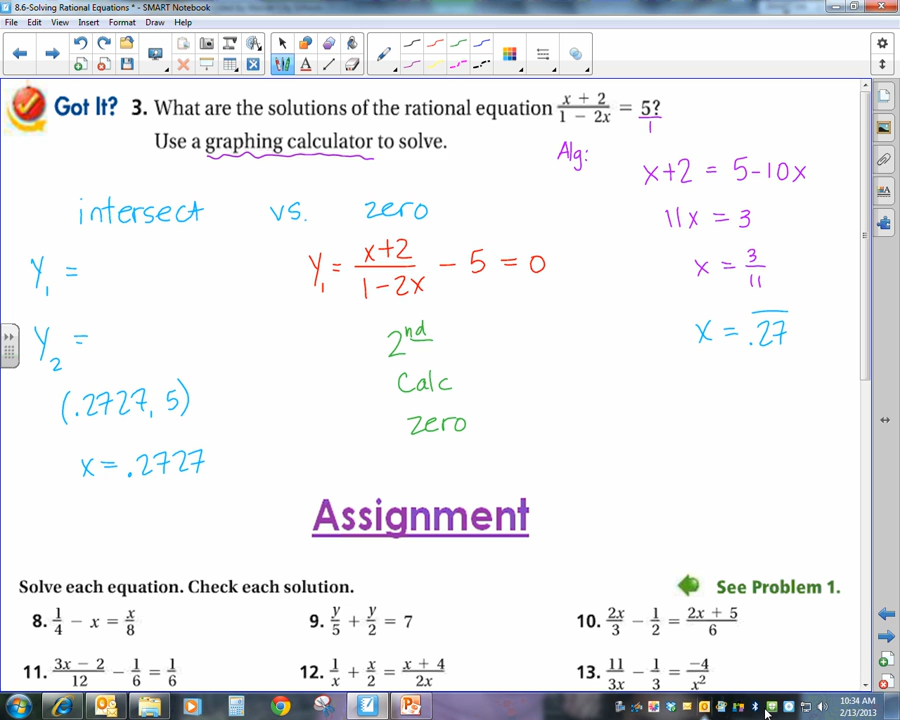 8.6-Solving Rational Equations * - SMART Notebook
File Edit View Insert Format Draw Help
Got It? 3. What are the solutions of the rational equation (x + 2)/(1 - 2x) = 5?
1
Use a graphing calculator to solve.
Alg:
x+2 = 5-10x
11x = 3
x = 3/11
x = .2̅7̅
intersect vs. zero
y₁ =
y₂ =
(.2727, 5)
x = .2727
y₁ = (x+2)/(1-2x) - 5 = 0
2nd
Calc
zero
Assignment
Solve each equation. Check each solution.
See Problem 1.
8. 1/4 - x = x/8
9. y/5 + y/2 = 7
10. 2x/3 - 1/2 = (2x + 5)/6
11. (3x - 2)/12 - 1/6 = 1/6
12. 1/x + x/2 = (x + 4)/2x
13. 11/3x - 1/3 = -4/x²
10:34 AM
2/13/2013